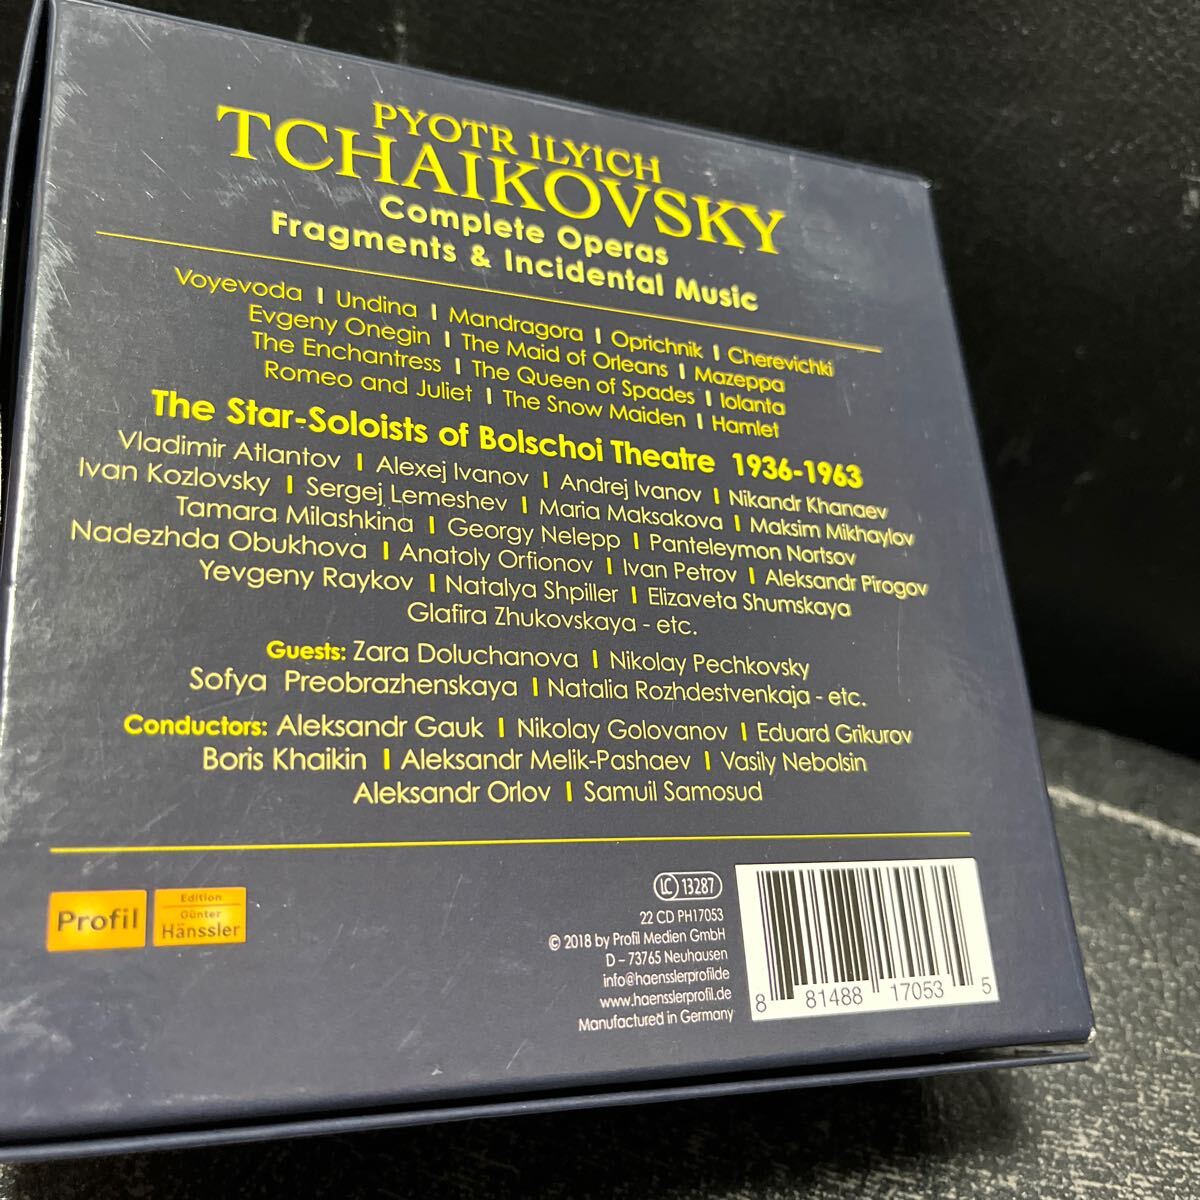 PYOTR ILYICH
TCHAIKOVSKY
Complete Operas
Fragments & Incidental Music
Voyevoda | Undina | Mandragora | Oprichnik | Cherevichki
Evgeny Onegin | The Maid of Orleans | Mazeppa
The Enchantress | The Queen of Spades | Iolanta
Romeo and Juliet | The Snow Maiden | Hamlet
The Star-Soloists of Bolschoi Theatre 1936-1963
Vladimir Atlantov | Alexej Ivanov | Andrej Ivanov | Nikandr Khanaev
Ivan Kozlovsky | Sergej Lemeshev | Maria Maksakova | Maksim Mikhaylov
Tamara Milashkina | Georgy Nelepp | Panteleymon Nortsov
Nadezhda Obukhova | Anatoly Orfionov | Ivan Petrov | Aleksandr Pirogov
Yevgeny Raykov | Natalya Shpiller | Elizaveta Shumskaya
Glafira Zhukovskaya - etc.
Guests: Zara Doluchanova | Nikolay Pechkovsky
Sofya Preobrazhenskaya | Natalia Rozhdestvenkaja - etc.
Conductors: Aleksandr Gauk | Nikolay Golovanov | Eduard Grikurov
Boris Khaikin | Aleksandr Melik-Pashaev | Vasily Nebolsin
Aleksandr Orlov | Samuil Samosud
Profil
Edition
Günter
Hänssler
LC 13287
22 CD PH17053
© 2018 by Profil Medien GmbH
D – 73765 Neuhausen
info@haensslerprofilde
www.haensslerprofil.de
Manufactured in Germany
8 81488 17053 5